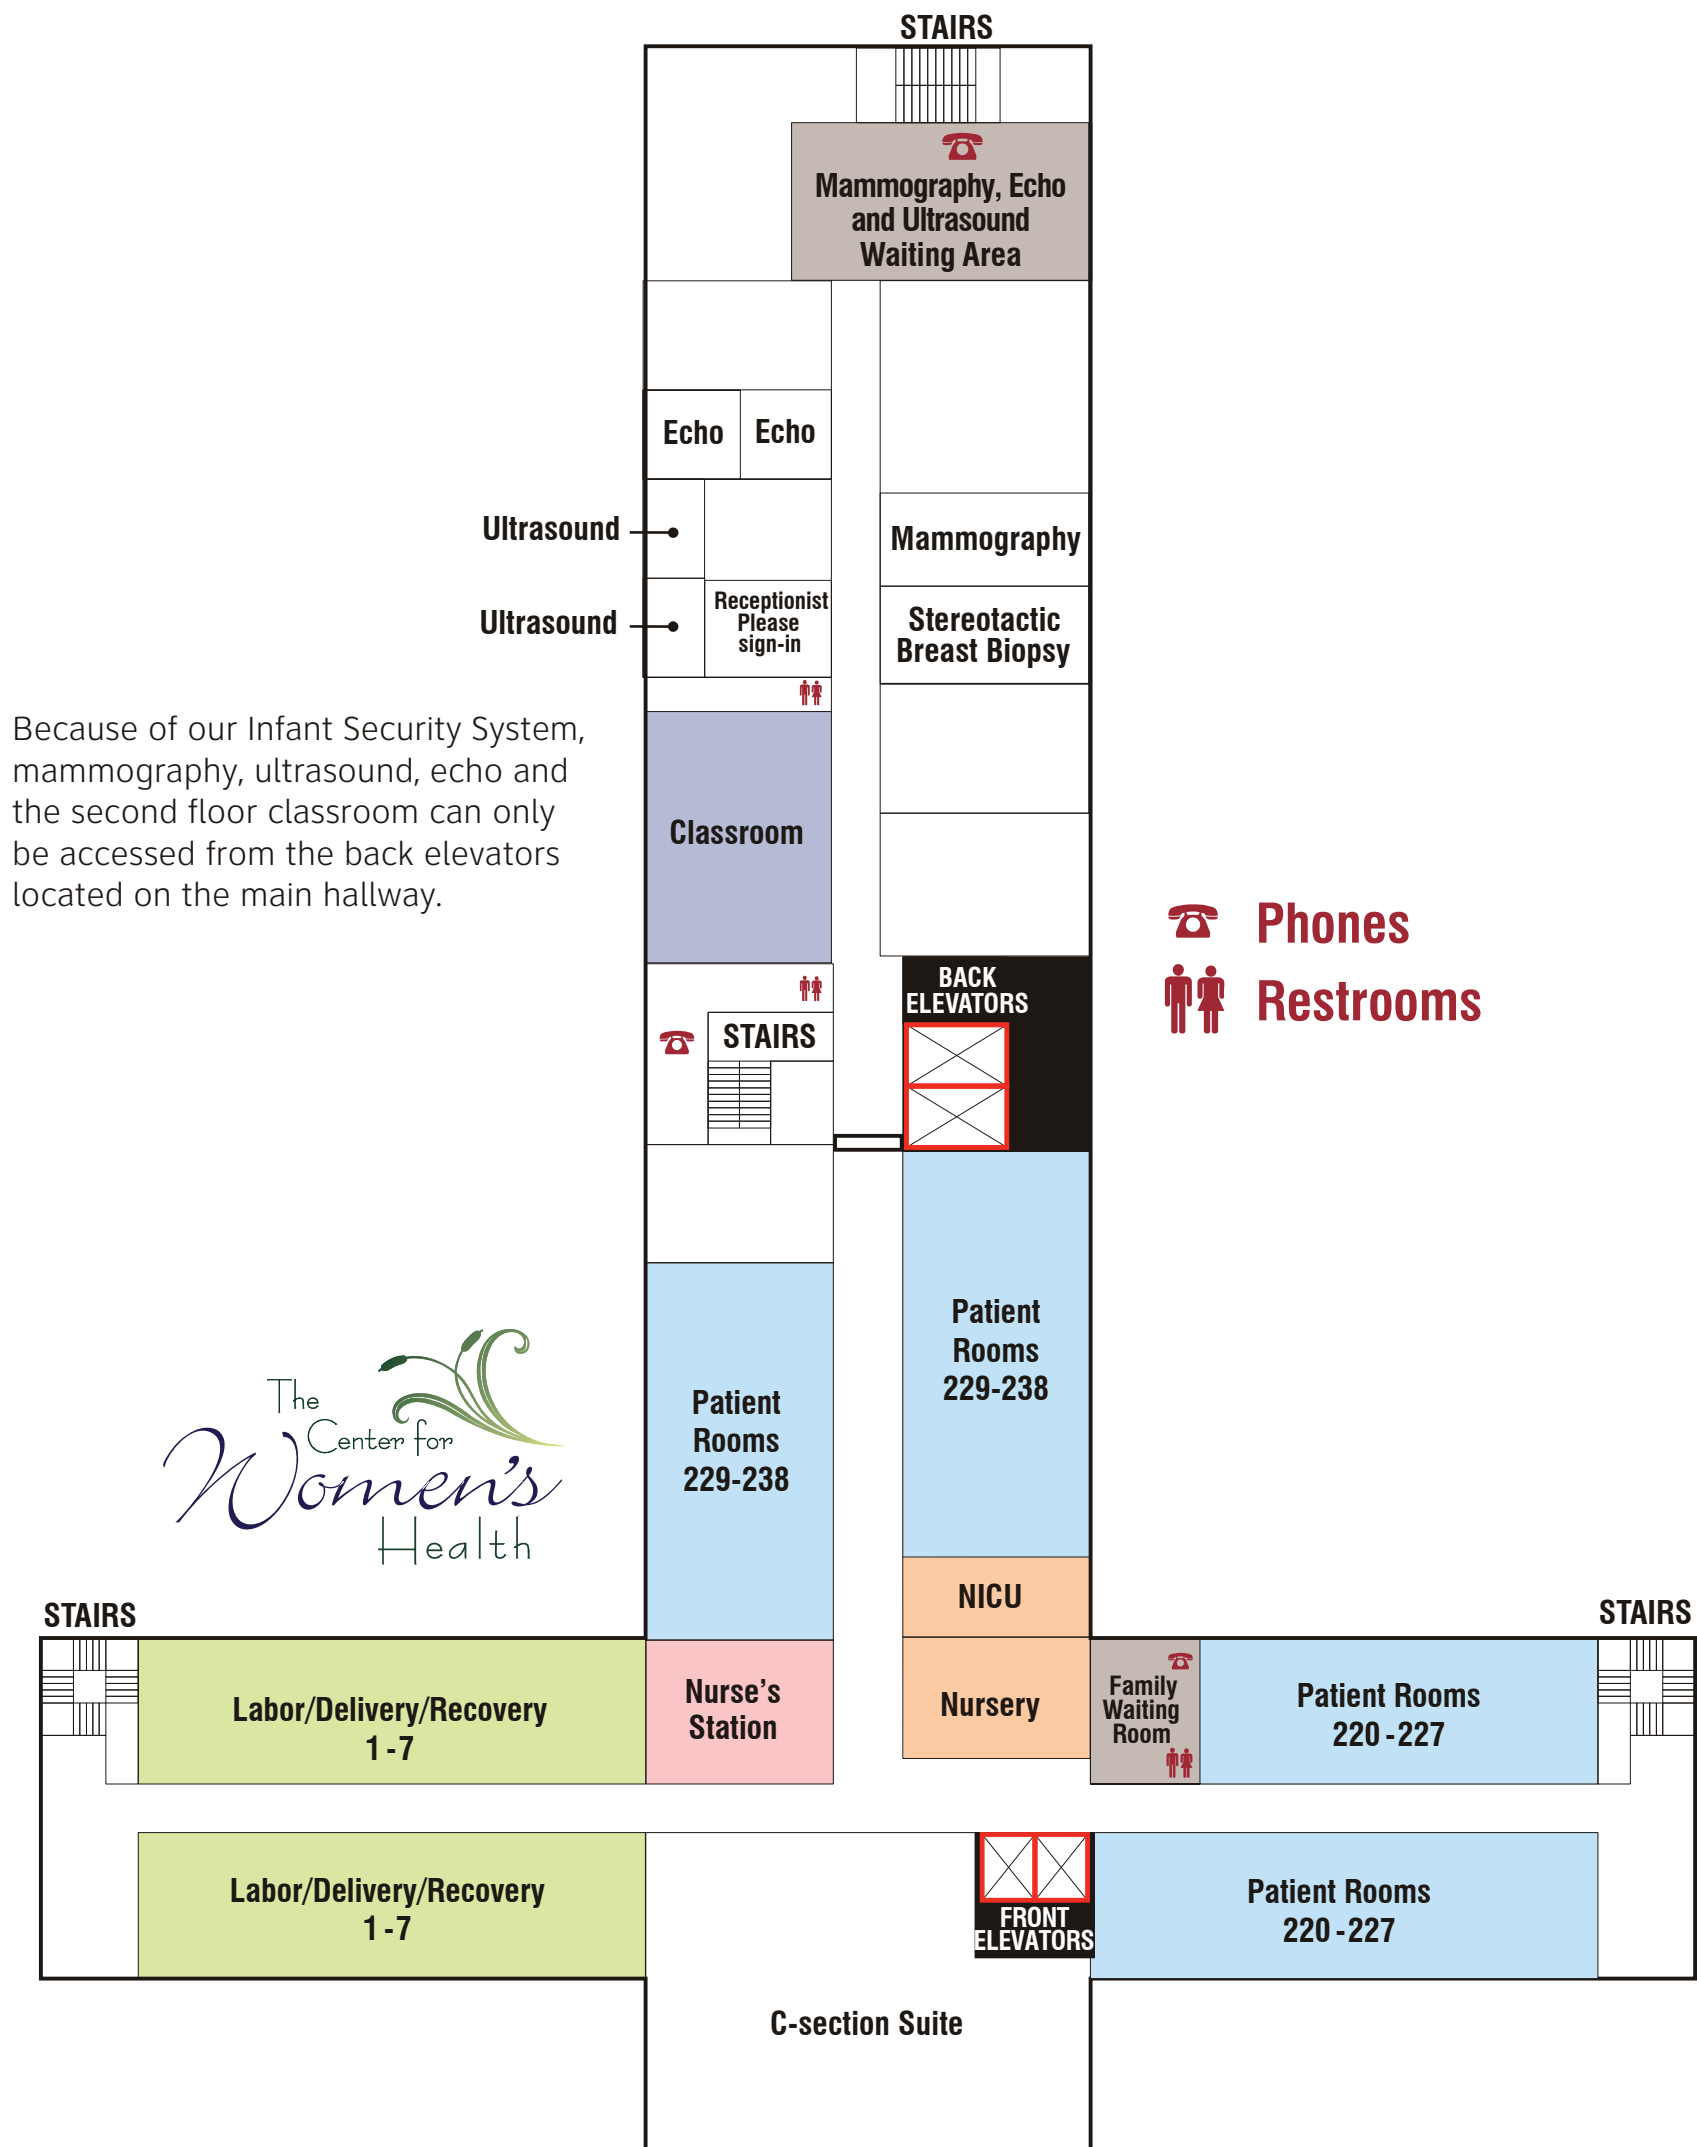 STAIRS
Mammography, Echo
and Ultrasound
Waiting Area
Echo
Echo
Ultrasound
Mammography
Ultrasound
Receptionist
Please
sign-in
Stereotactic
Breast Biopsy
Because of our Infant Security System,
mammography, ultrasound, echo and
the second floor classroom can only
be accessed from the back elevators
located on the main hallway.
Classroom
Phones
Restrooms
BACK
ELEVATORS
STAIRS
Patient
Rooms
229-238
Patient
Rooms
229-238
The
Center for
Women's
Health
NICU
STAIRS
STAIRS
Labor/Delivery/Recovery
1-7
Nurse's
Station
Nursery
Family
Waiting
Room
Patient Rooms
220-227
Labor/Delivery/Recovery
1-7
FRONT
ELEVATORS
Patient Rooms
220-227
C-section Suite